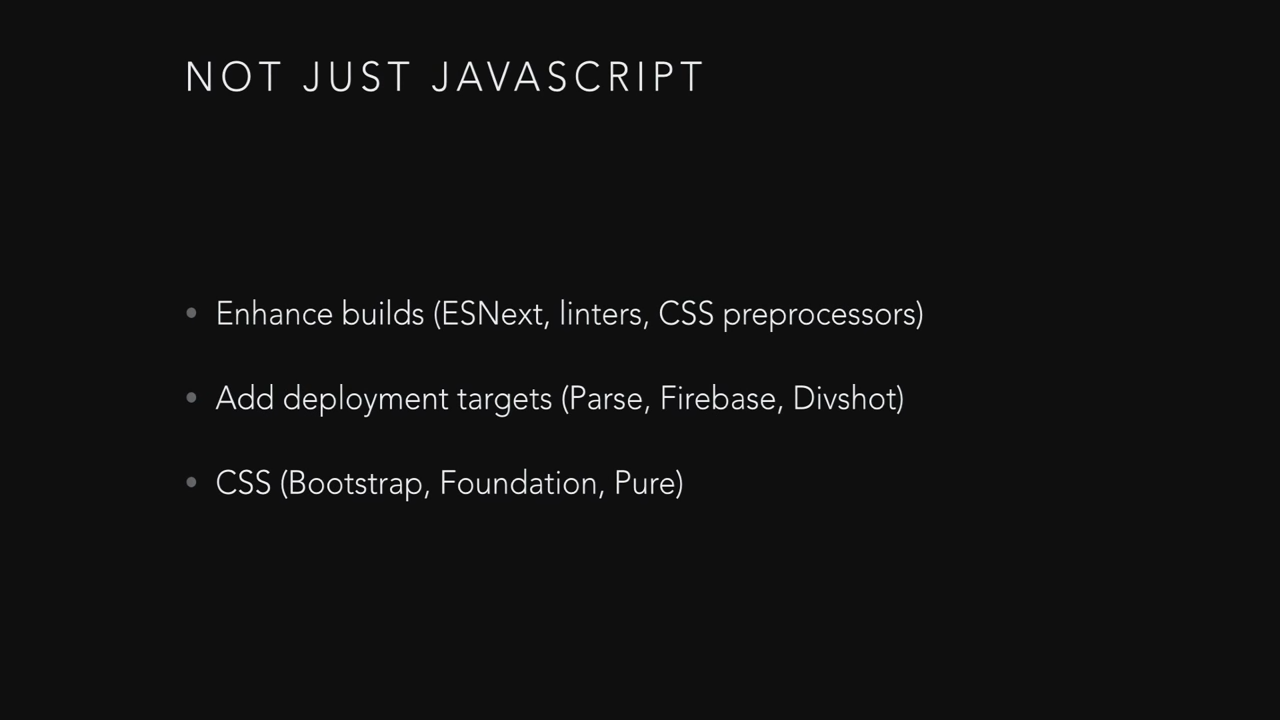 NOT JUST JAVASCRIPT
• Enhance builds (ESNext, linters, CSS preprocessors)
• Add deployment targets (Parse, Firebase, Divshot)
• CSS (Bootstrap, Foundation, Pure)